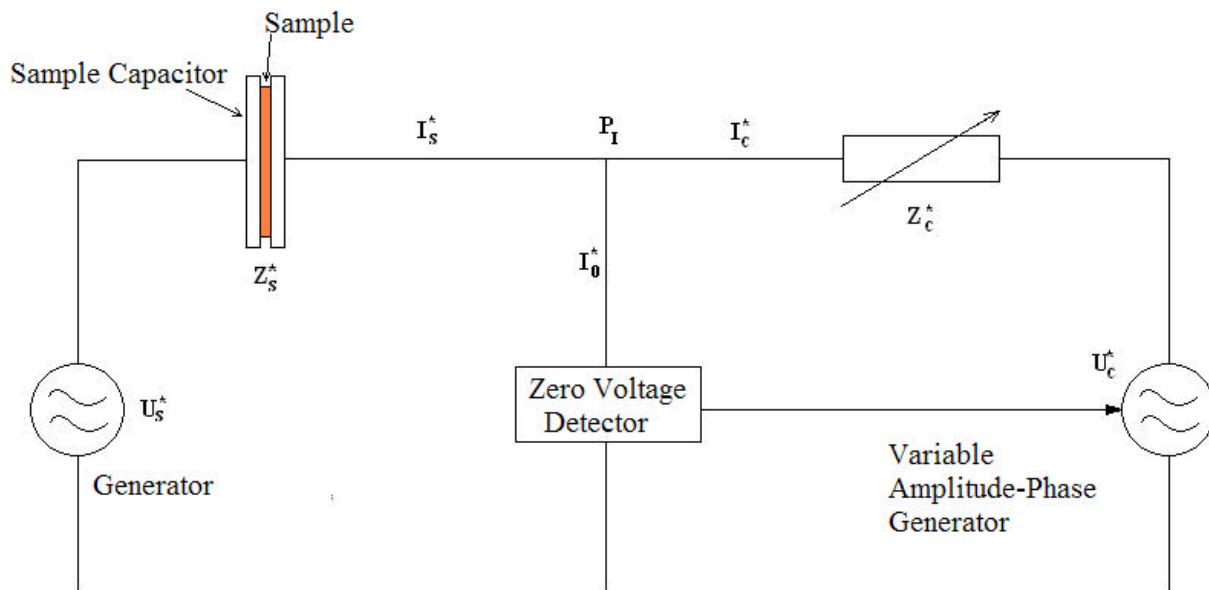 Sample
Sample Capacitor
I*s
PI
I*c
Z*s
Z*c
I*0
U*s
Generator
Zero Voltage
Detector
U*c
Variable
Amplitude-Phase
Generator